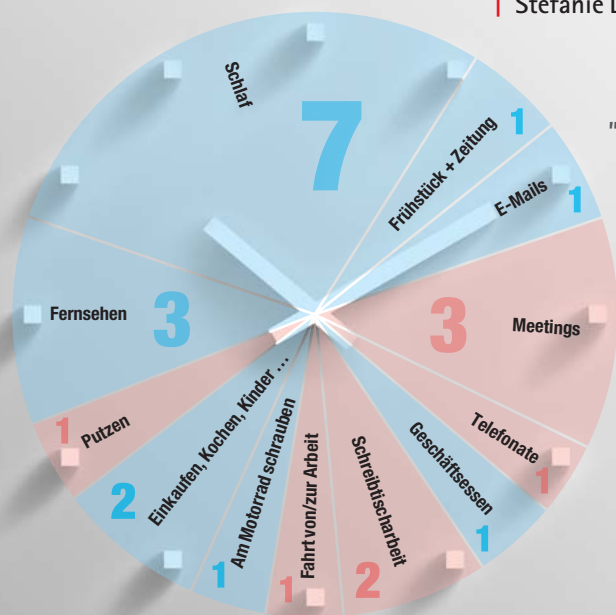 Stefanie
Schlaf
7
Frühstück + Zeitung
1
E-Mails
1
Meetings
3
Telefonate
1
Geschäftsessen
1
Schreibtischarbeit
2
Fahrt von/zur Arbeit
1
Am Motorrad schrauben
1
Einkaufen, Kochen, Kinder ...
2
Putzen
1
Fernsehen
3